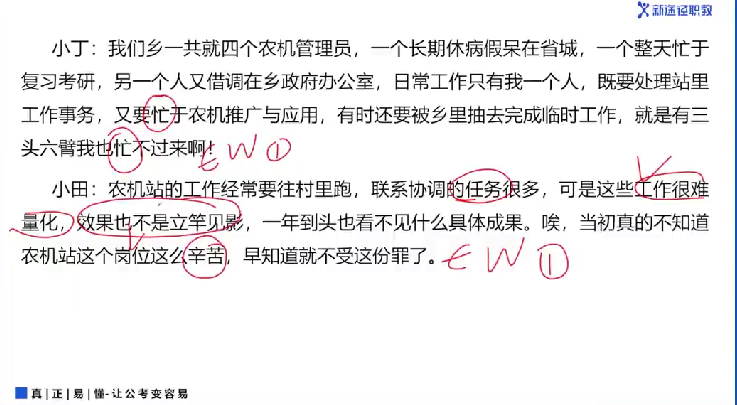 新途径职教
小丁：我们乡一共就四个农机管理员，一个长期休病假呆在省城，一个整天忙于
复习考研，另一个人又借调在乡政府办公室，日常工作只有我一个人，既要处理站里
工作事务，又要忙于农机推广与应用，有时还要被乡里抽去完成临时工作，就是有三
头六臂我也忙不过来啊！
EW①
小田：农机站的工作经常要往村里跑，联系协调的任务很多，可是这些工作很难
量化，效果也不是立竿见影，一年到头也看不见什么具体成果。唉，当初真的不知道
农机站这个岗位这么辛苦，早知道就不受这份罪了。
EW①
真|正|易|懂-让公考变容易